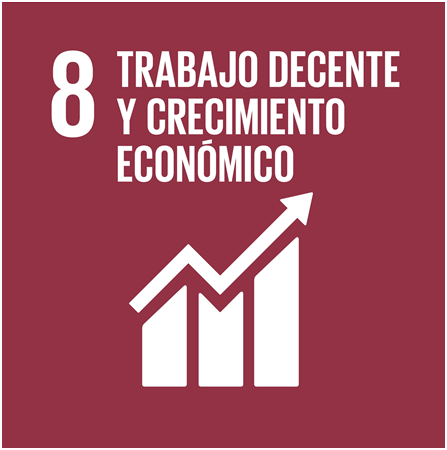 8 TRABAJO DECENTE
Y CRECIMIENTO
ECONÓMICO